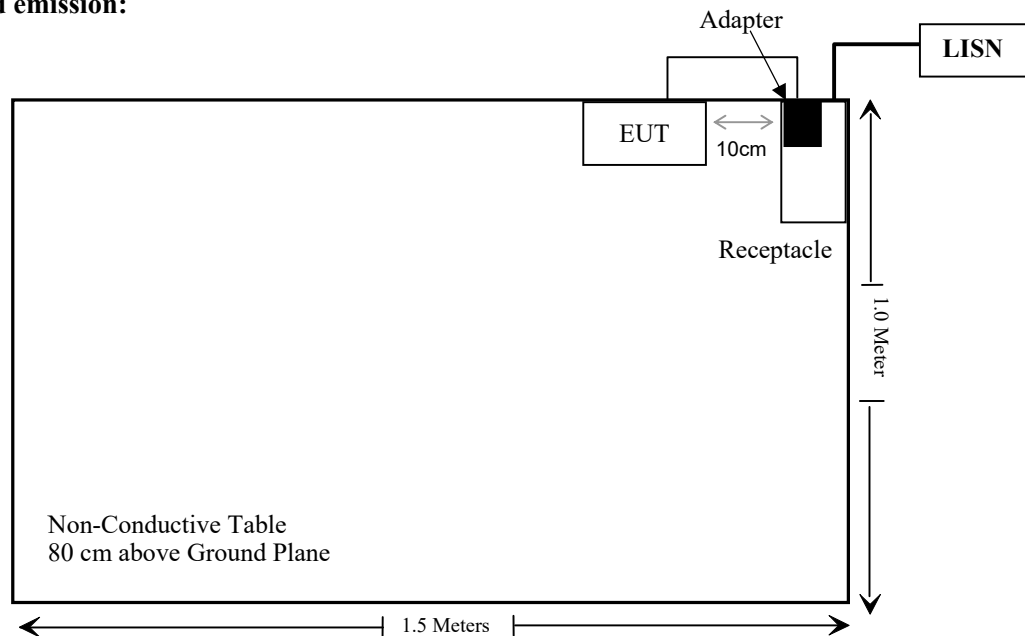 emission:
Adapter
LISN
EUT
10cm
Receptacle
1.0 Meter
Non-Conductive Table
80 cm above Ground Plane
1.5 Meters